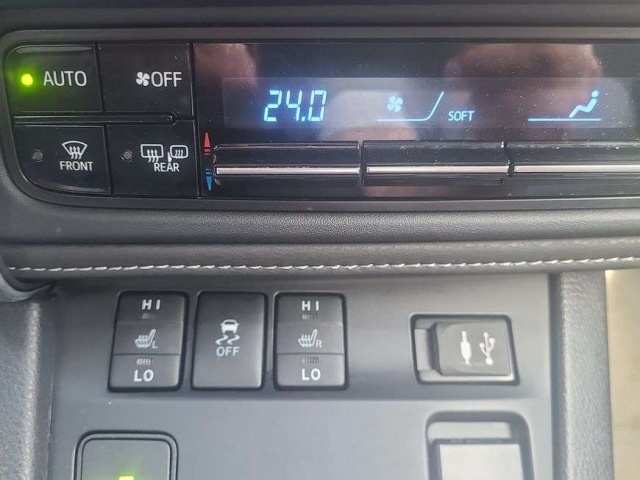 AUTO
OFF
24.0
SOFT
FRONT
REAR
HI
L
LO
OFF
HI
R
LO